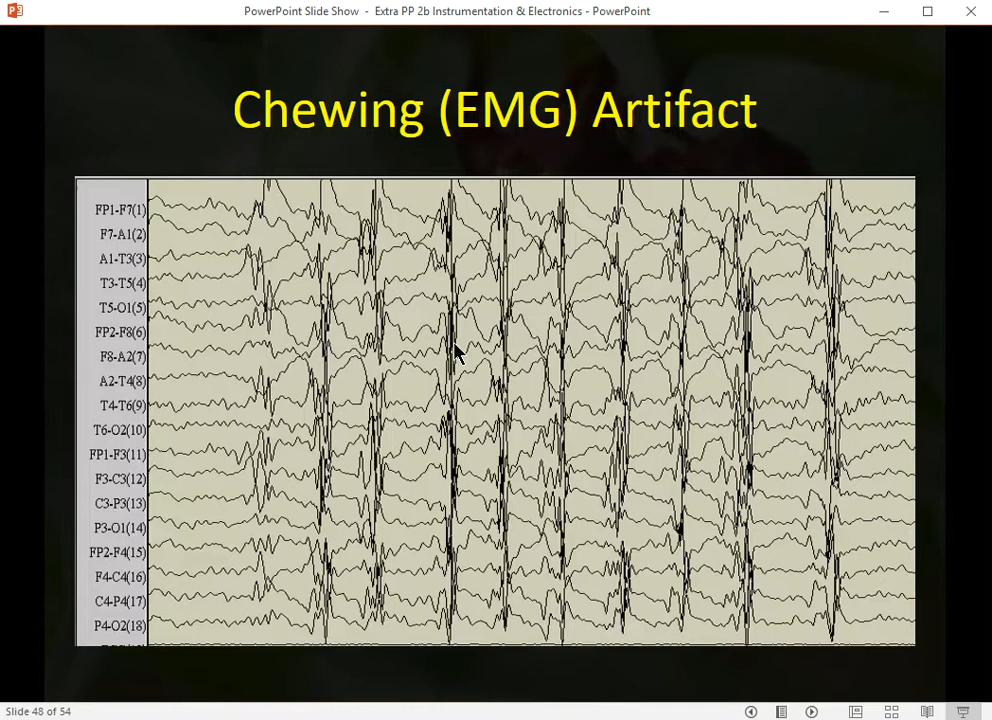 PowerPoint Slide Show - Extra PP 2b Instrumentation & Electronics - PowerPoint
Chewing (EMG) Artifact
FP1-F7(1)
F7-A1(2)
A1-T3(3)
T3-T5(4)
T5-O1(5)
FP2-F8(6)
F8-A2(7)
A2-T4(8)
T4-T6(9)
T6-O2(10)
FP1-F3(11)
F3-C3(12)
C3-P3(13)
P3-O1(14)
FP2-F4(15)
F4-C4(16)
C4-P4(17)
P4-O2(18)
Slide 48 of 54